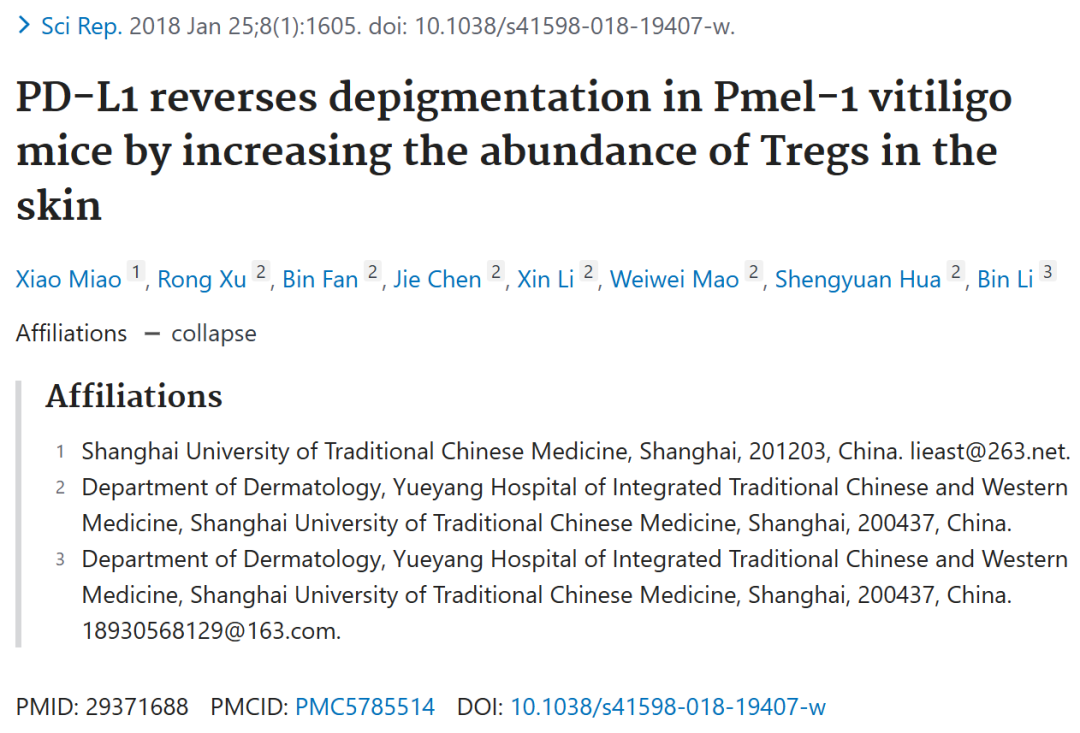 Sci Rep. 2018 Jan 25;8(1):1605. doi: 10.1038/s41598-018-19407-w.
PD-L1 reverses depigmentation in Pmel-1 vitiligo
mice by increasing the abundance of Tregs in the
skin
Xiao Miao 1, Rong Xu 2, Bin Fan 2, Jie Chen 2, Xin Li 2, Weiwei Mao 2, Shengyuan Hua 2, Bin Li 3
Affiliations — collapse
Affiliations
1 Shanghai University of Traditional Chinese Medicine, Shanghai, 201203, China. lieast@263.net.
2 Department of Dermatology, Yueyang Hospital of Integrated Traditional Chinese and Western
Medicine, Shanghai University of Traditional Chinese Medicine, Shanghai, 200437, China.
3 Department of Dermatology, Yueyang Hospital of Integrated Traditional Chinese and Western
Medicine, Shanghai University of Traditional Chinese Medicine, Shanghai, 200437, China.
18930568129@163.com.
PMID: 29371688 PMCID: PMC5785514 DOI: 10.1038/s41598-018-19407-w